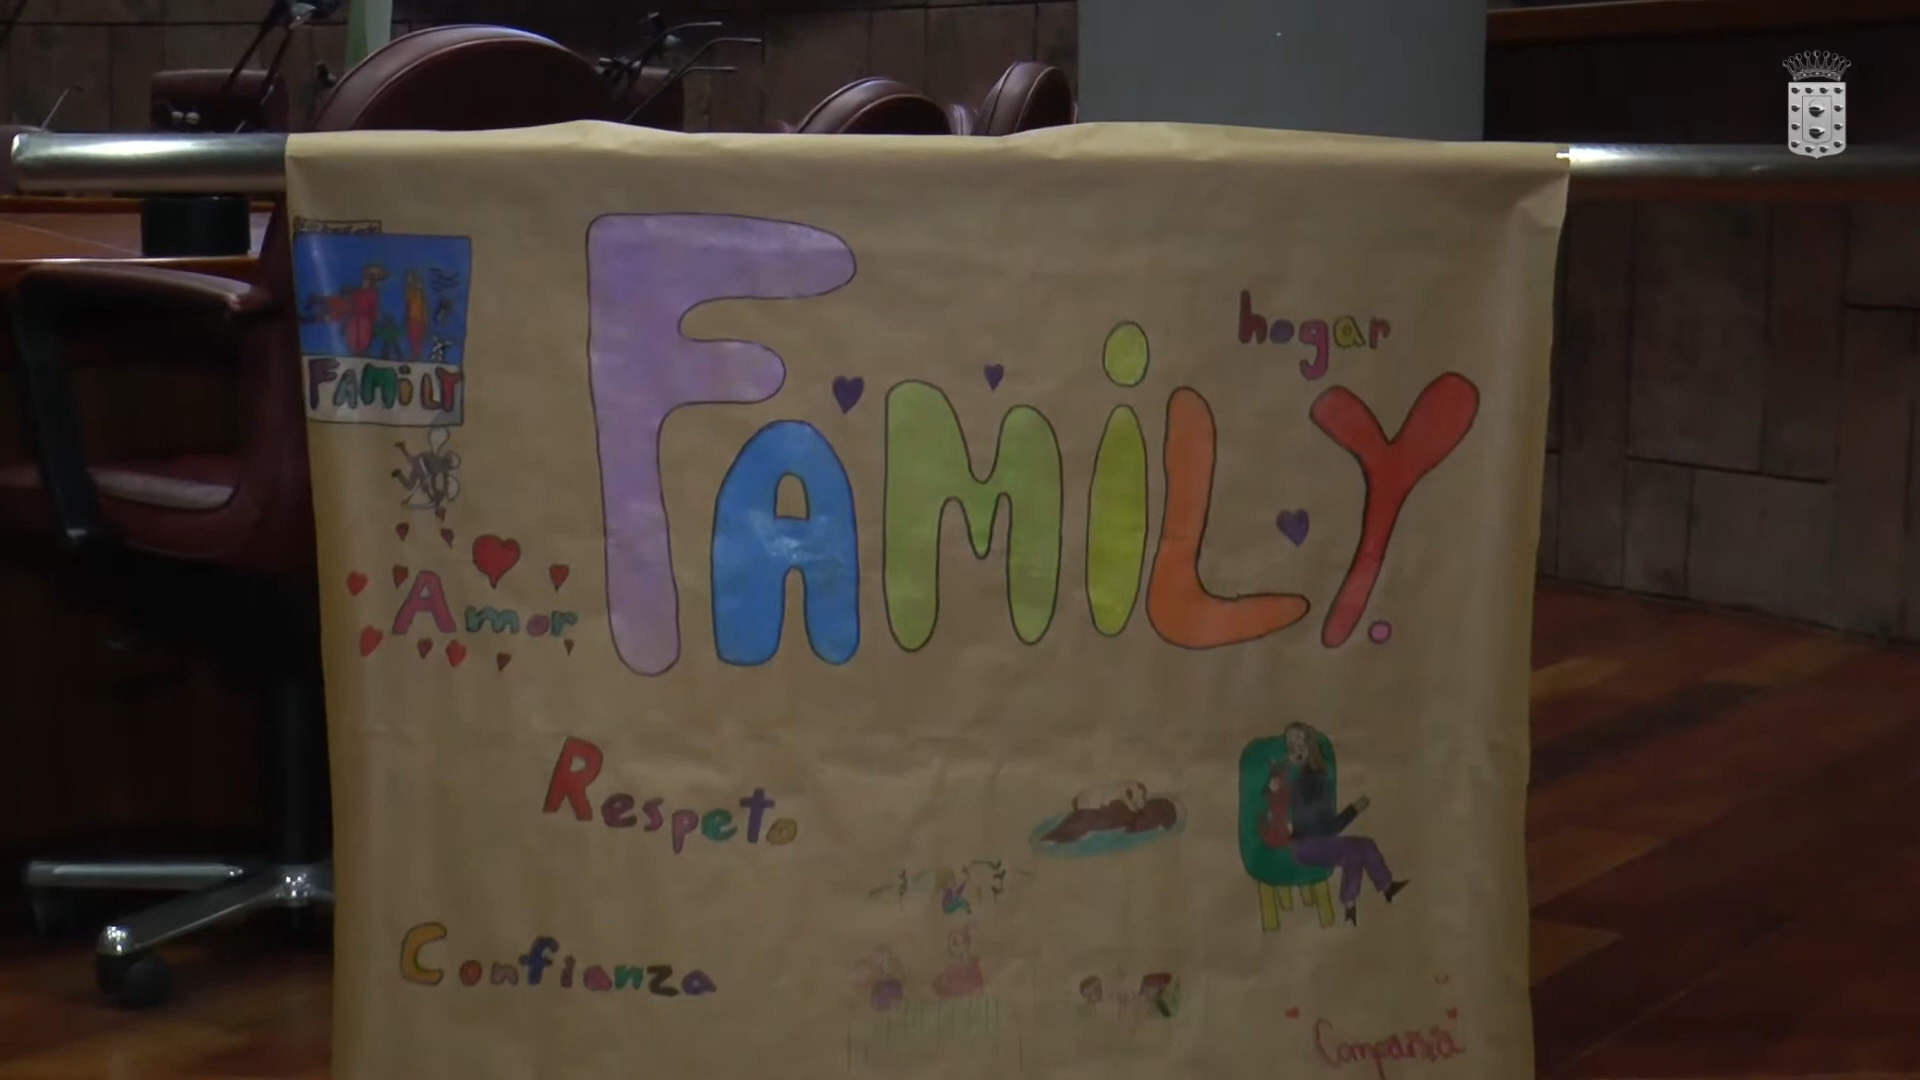 hogar
FAMiLY.
FAMiLY
Amor
Respeto
Confianza
Compañía